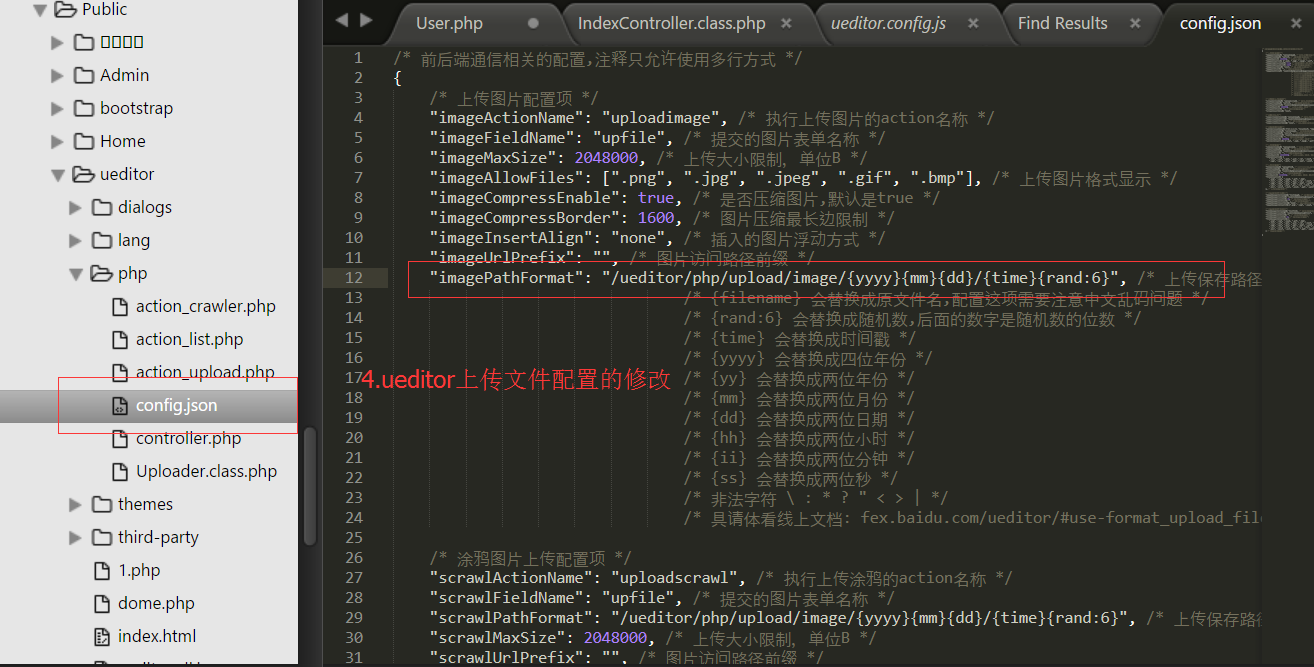 Public
Admin
bootstrap
Home
ueditor
dialogs
lang
php
action_crawler.php
action_list.php
action_upload.php
config.json
controller.php
Uploader.class.php
themes
third-party
1.php
dome.php
index.html
User.php
IndexController.class.php
ueditor.config.js
Find Results
config.json
1 /* 前后端通信相关的配置,注释只允许使用多行方式 */
2 {
3 /* 上传图片配置项 */
4 "imageActionName": "uploadimage", /* 执行上传图片的action名称 */
5 "imageFieldName": "upfile", /* 提交的图片表单名称 */
6 "imageMaxSize": 2048000, /* 上传大小限制，单位B */
7 "imageAllowFiles": [".png", ".jpg", ".jpeg", ".gif", ".bmp"], /* 上传图片格式显示 */
8 "imageCompressEnable": true, /* 是否压缩图片,默认是true */
9 "imageCompressBorder": 1600, /* 图片压缩最长边限制 */
10 "imageInsertAlign": "none", /* 插入的图片浮动方式 */
11 "imageUrlPrefix": "", /* 图片访问路径前缀 */
12 "imagePathFormat": "/ueditor/php/upload/image/{yyyy}{mm}{dd}/{time}{rand:6}", /* 上传保存路径
13 /* {filename} 会替换成原文件名,配置这项需要注意中文乱码问题 */
14 /* {rand:6} 会替换成随机数,后面的数字是随机数的位数 */
15 /* {time} 会替换成时间戳 */
16 /* {yyyy} 会替换成四位年份 */
17 /* {yy} 会替换成两位年份 */
4.ueditor上传文件配置的修改
18 /* {mm} 会替换成两位月份 */
19 /* {dd} 会替换成两位日期 */
20 /* {hh} 会替换成两位小时 */
21 /* {ii} 会替换成两位分钟 */
22 /* {ss} 会替换成两位秒 */
23 /* 非法字符 \ : * ? " < > | */
24 /* 具请体看线上文档: fex.baidu.com/ueditor/#use-format_upload_fil
25
26 /* 涂鸦图片上传配置项 */
27 "scrawlActionName": "uploadscrawl", /* 执行上传涂鸦的action名称 */
28 "scrawlFieldName": "upfile", /* 提交的图片表单名称 */
29 "scrawlPathFormat": "/ueditor/php/upload/image/{yyyy}{mm}{dd}/{time}{rand:6}", /* 上传保存路径
30 "scrawlMaxSize": 2048000, /* 上传大小限制，单位B */
31 "scrawlUrlPrefix": "", /* 图片访问路径前缀 */